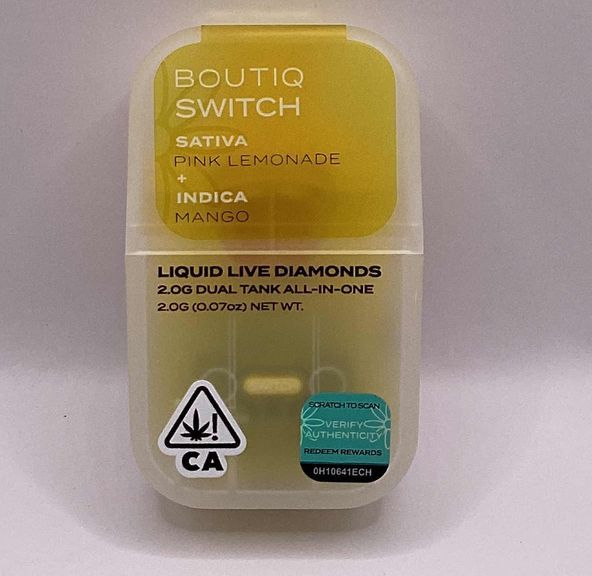 BOUTIQ
SWITCH
SATIVA
PINK LEMONADE
+
INDICA
MANGO
LIQUID LIVE DIAMONDS
2.0G DUAL TANK ALL-IN-ONE
2.0G (0.07oz) NET WT.
!
CA
SCRATCH TO SCAN
VERIFY
AUTHENTICITY
REDEEM REWARDS
0H10641ECH